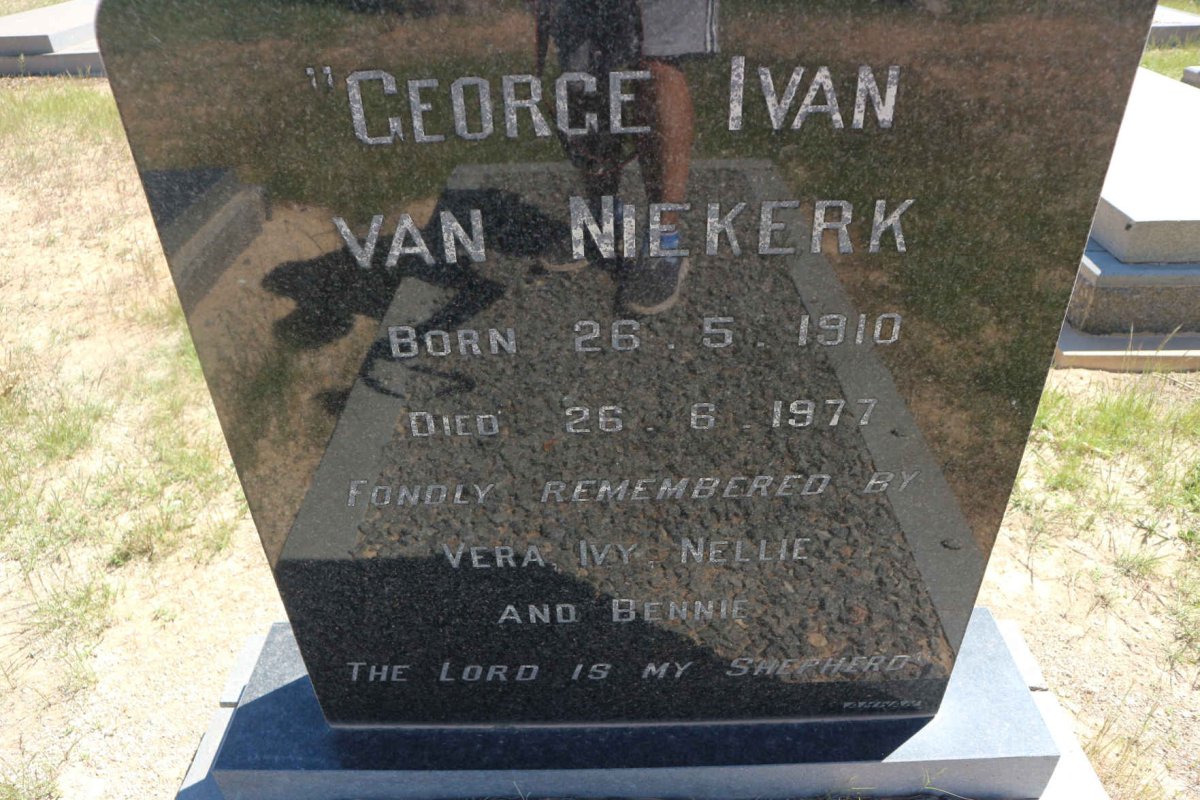 "GEORGE IVAN
VAN NIEKERK
BORN 26.5.1910
DIED 26.6.1977
FONDLY REMEMBERED BY
VERA, IVY, NELLIE
AND BENNIE
THE LORD IS MY SHEPHERD"